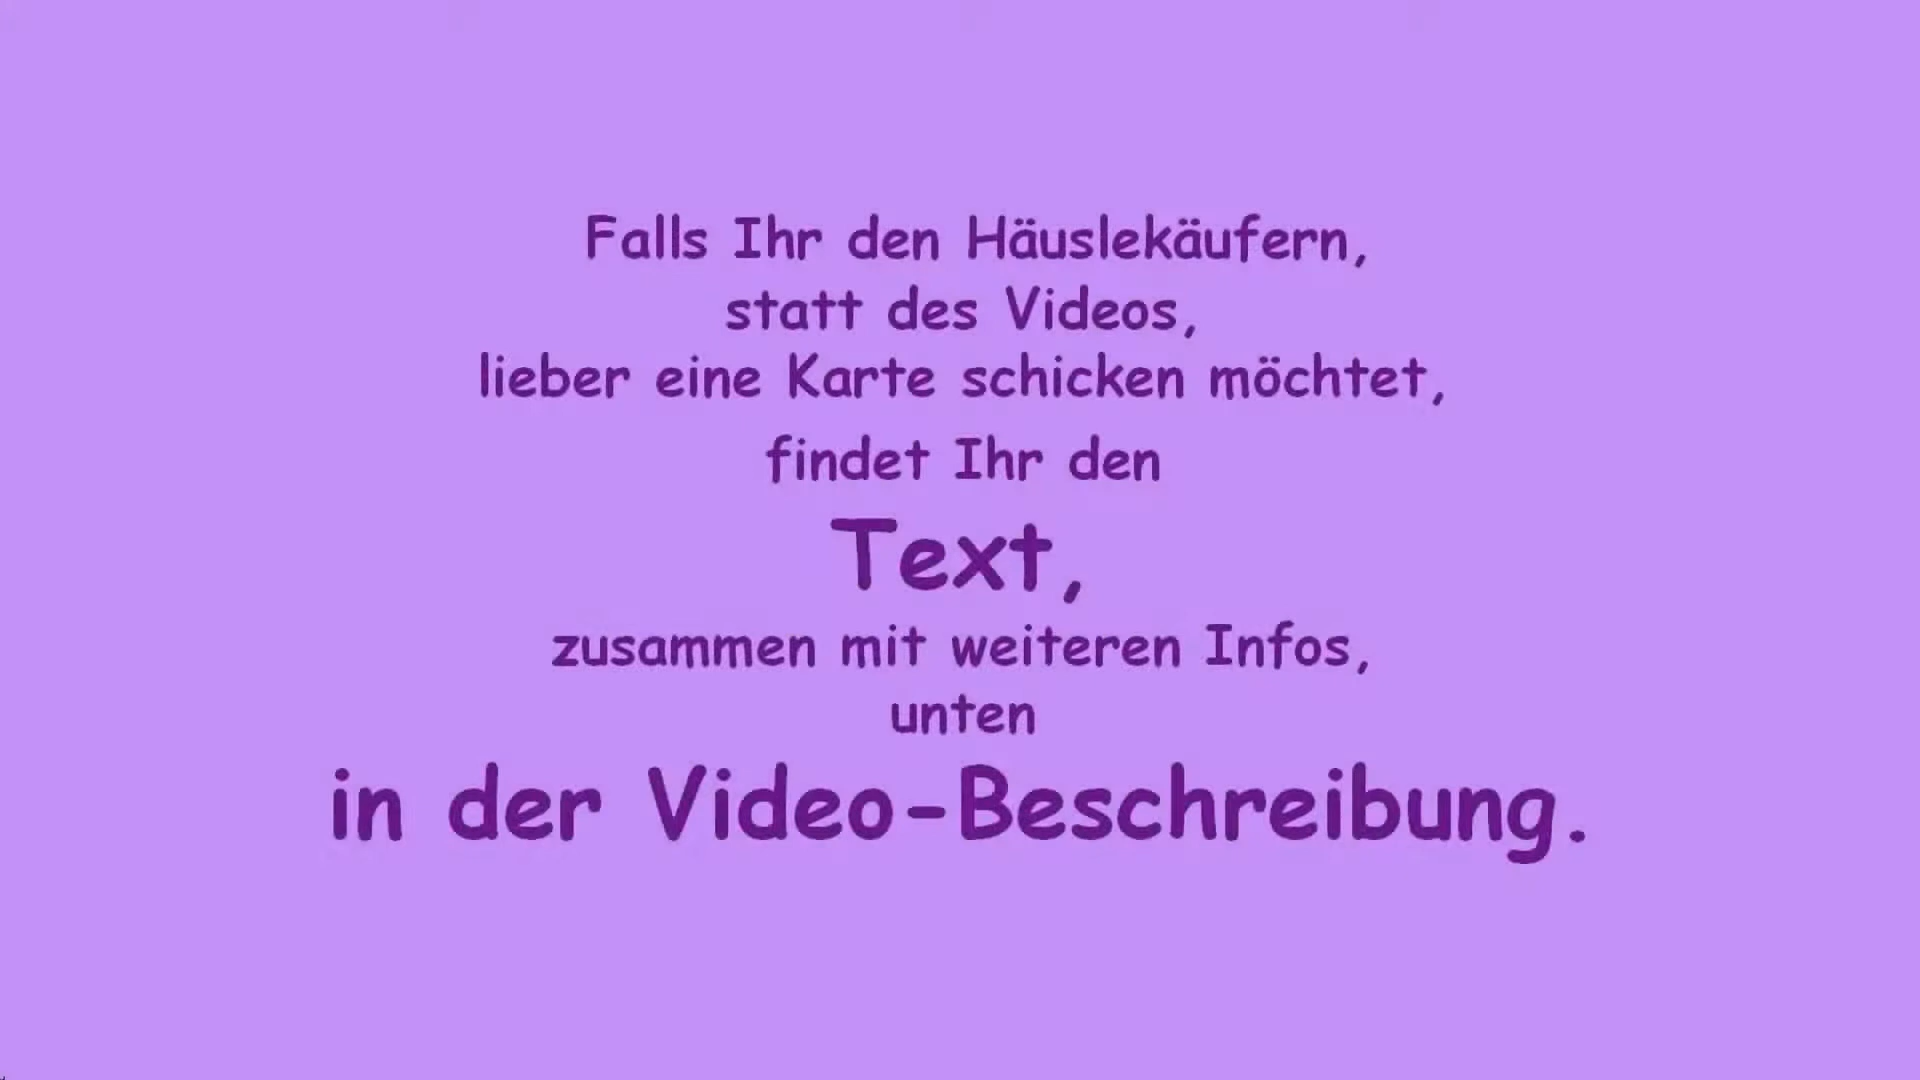 Falls Ihr den Häuslekäufern,
statt des Videos,
lieber eine Karte schicken möchtet,
findet Ihr den
Text,
zusammen mit weiteren Infos,
unten
in der Video-Beschreibung.